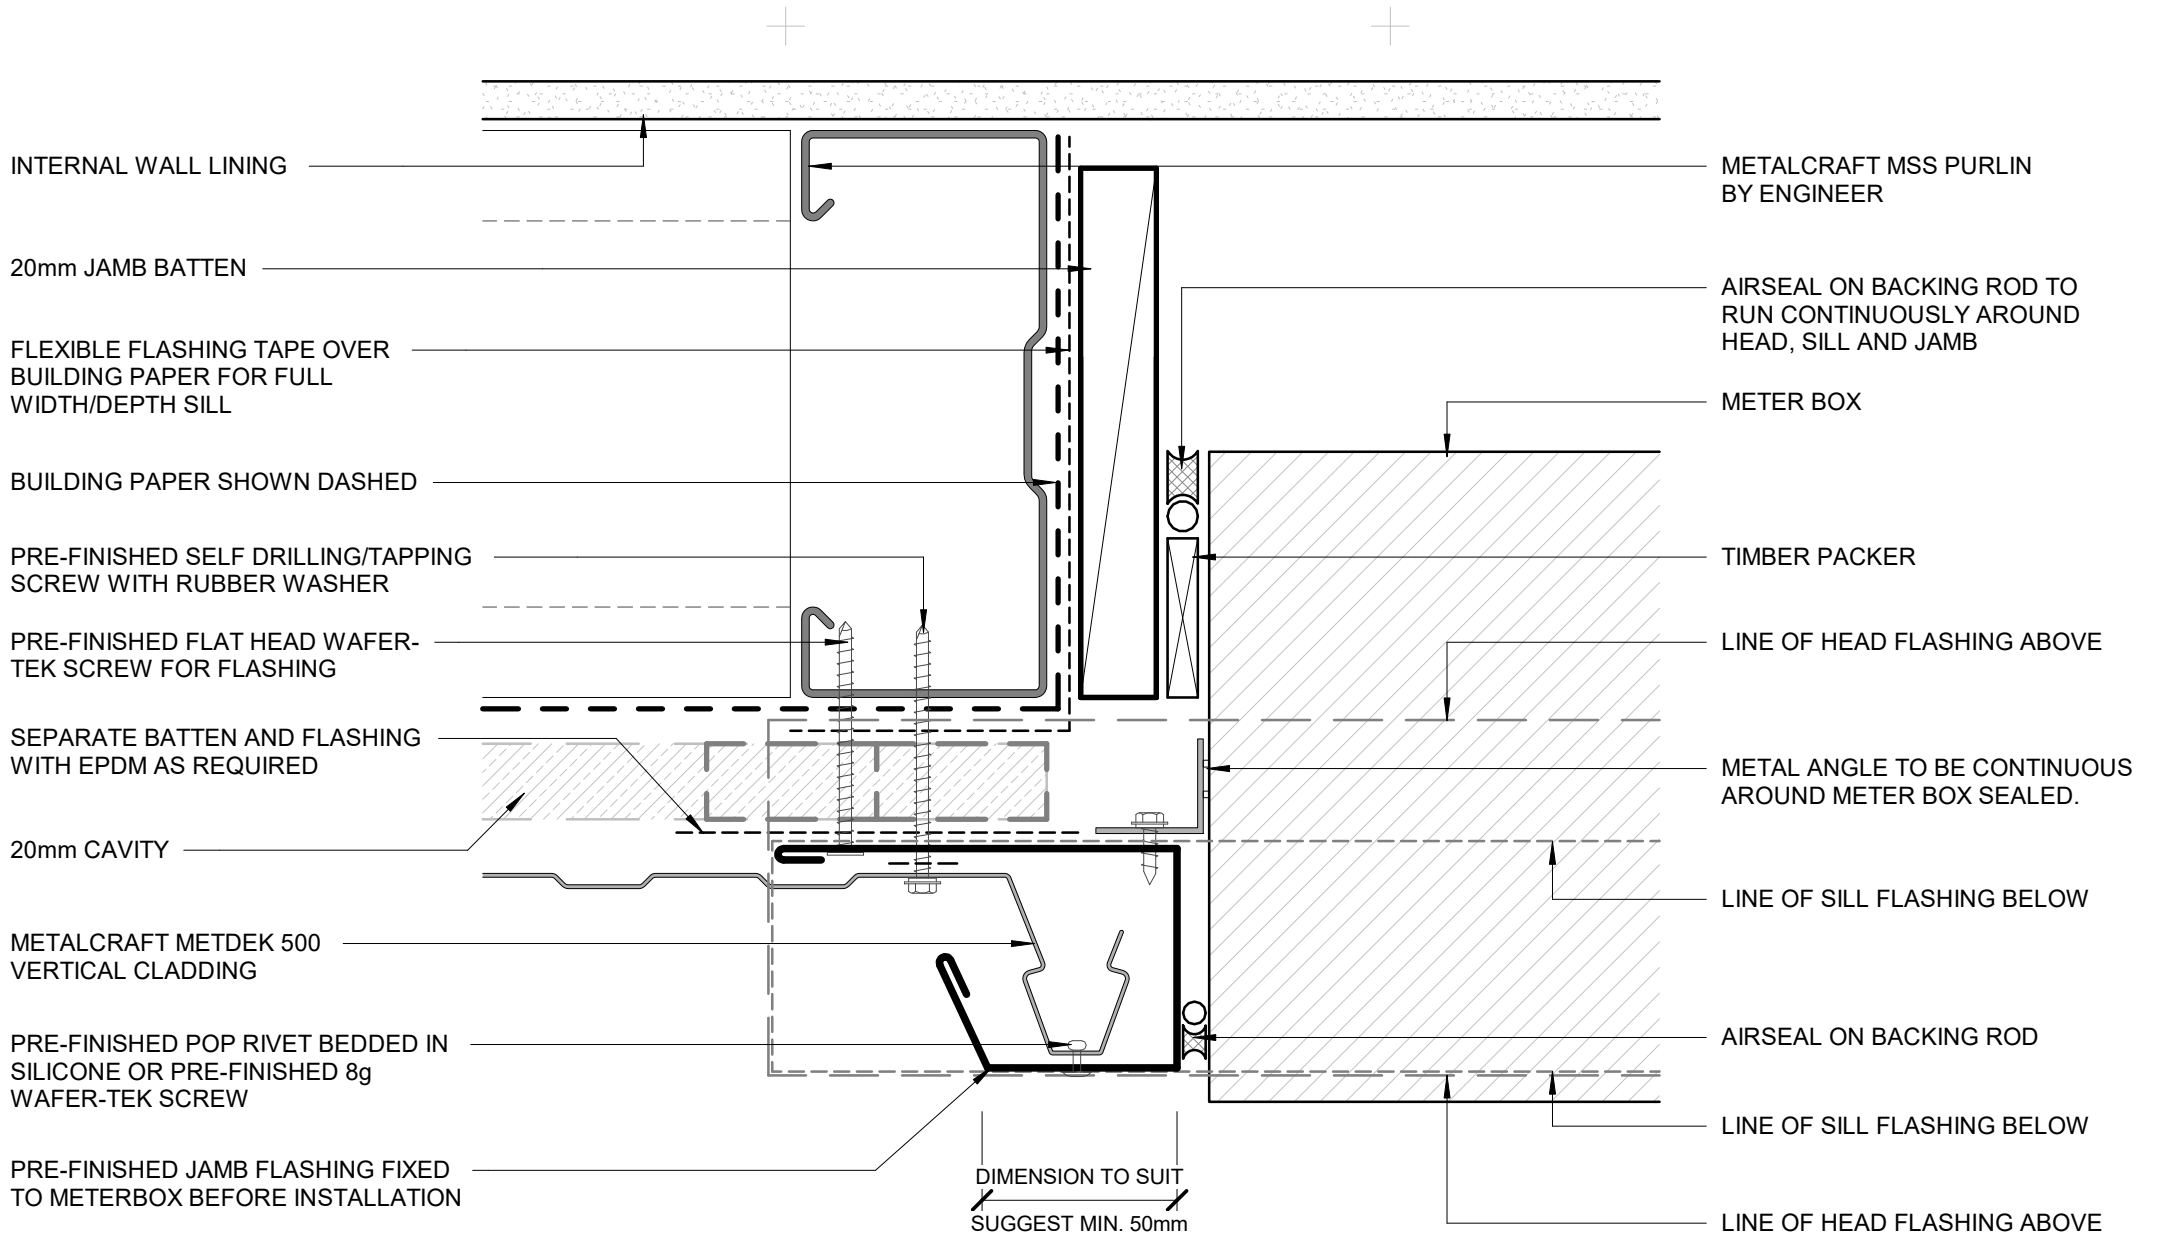 INTERNAL WALL LINING
20mm JAMB BATTEN
FLEXIBLE FLASHING TAPE OVER
BUILDING PAPER FOR FULL
WIDTH/DEPTH SILL
BUILDING PAPER SHOWN DASHED
PRE-FINISHED SELF DRILLING/TAPPING
SCREW WITH RUBBER WASHER
PRE-FINISHED FLAT HEAD WAFER-
TEK SCREW FOR FLASHING
SEPARATE BATTEN AND FLASHING
WITH EPDM AS REQUIRED
20mm CAVITY
METALCRAFT METDEK 500
VERTICAL CLADDING
PRE-FINISHED POP RIVET BEDDED IN
SILICONE OR PRE-FINISHED 8g
WAFER-TEK SCREW
PRE-FINISHED JAMB FLASHING FIXED
TO METERBOX BEFORE INSTALLATION
DIMENSION TO SUIT
SUGGEST MIN. 50mm
METALCRAFT MSS PURLIN
BY ENGINEER
AIRSEAL ON BACKING ROD TO
RUN CONTINUOUSLY AROUND
HEAD, SILL AND JAMB
METER BOX
TIMBER PACKER
LINE OF HEAD FLASHING ABOVE
METAL ANGLE TO BE CONTINUOUS
AROUND METER BOX SEALED.
LINE OF SILL FLASHING BELOW
AIRSEAL ON BACKING ROD
LINE OF SILL FLASHING BELOW
LINE OF HEAD FLASHING ABOVE